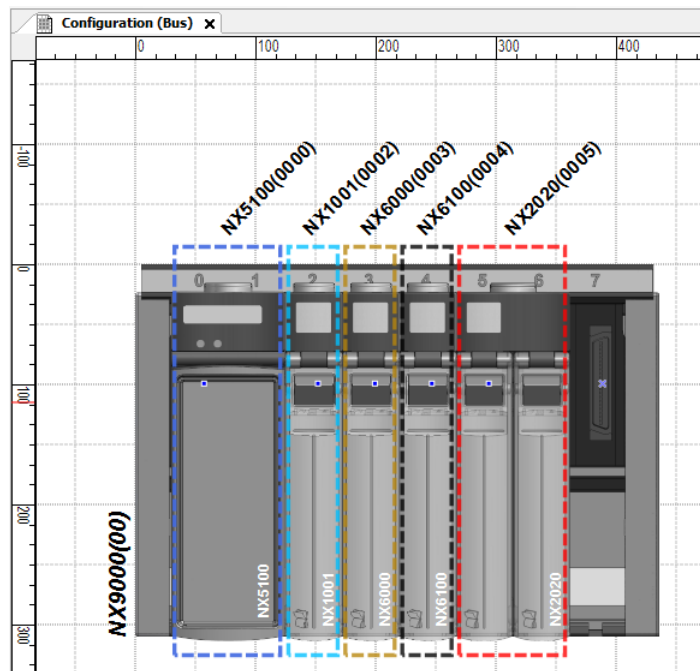 Configuration (Bus)
0 100 200 300 400
-100
0
100
200
300
NX5100(0000)
NX1001(0002)
NX6000(0003)
NX6100(0004)
NX2020(0005)
0 1 2 3 4 5 6 7
NX9000(00)
NX5100
NX1001
NX6000
NX6100
NX2020